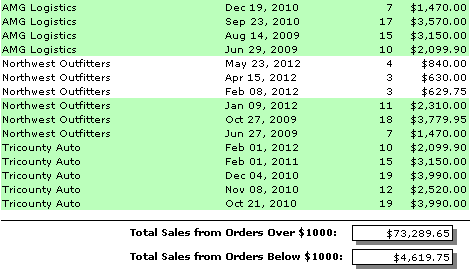 AMG Logistics Dec 19, 2010 7 $1,470.00
AMG Logistics Sep 23, 2010 17 $3,570.00
AMG Logistics Aug 14, 2009 15 $3,150.00
AMG Logistics Jun 29, 2009 10 $2,099.90
Northwest Outfitters May 23, 2012 4 $840.00
Northwest Outfitters Apr 15, 2012 3 $630.00
Northwest Outfitters Feb 08, 2012 3 $629.75
Northwest Outfitters Jan 09, 2012 11 $2,310.00
Northwest Outfitters Oct 27, 2009 18 $3,779.95
Northwest Outfitters Jun 27, 2009 7 $1,470.00
Tricounty Auto Feb 01, 2012 10 $2,099.90
Tricounty Auto Feb 01, 2011 15 $3,150.00
Tricounty Auto Dec 04, 2010 19 $3,990.00
Tricounty Auto Nov 08, 2010 12 $2,520.00
Tricounty Auto Oct 21, 2010 19 $3,990.00
Total Sales from Orders Over $1000: $73,289.65
Total Sales from Orders Below $1000: $4,619.75